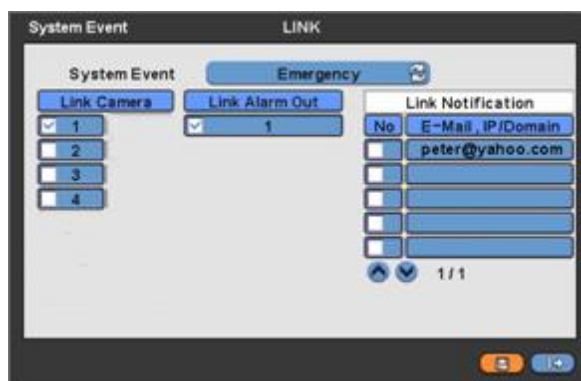 System Event LINK
System Event Emergency
Link Camera Link Alarm Out Link Notification
1 1 No E-Mail , IP/Domain
2 peter@yahoo.com
3
4
1 / 1